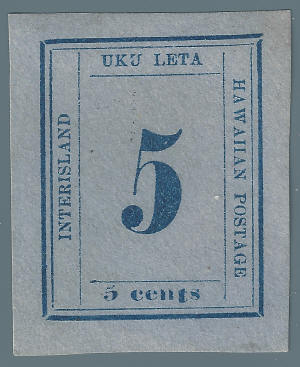 UKU LETA
INTERISLAND
5
HAWAIIAN POSTAGE
5 cents